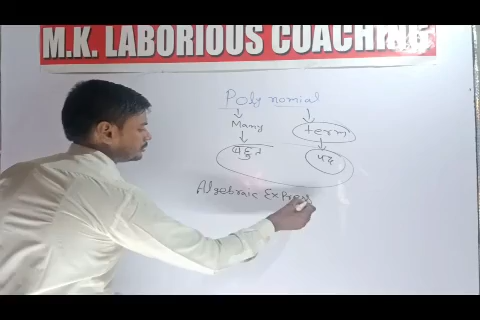 M.K. LABORIOUS COACHING
Poly nomial
Many term
बहुत पद
Algebraic Expres